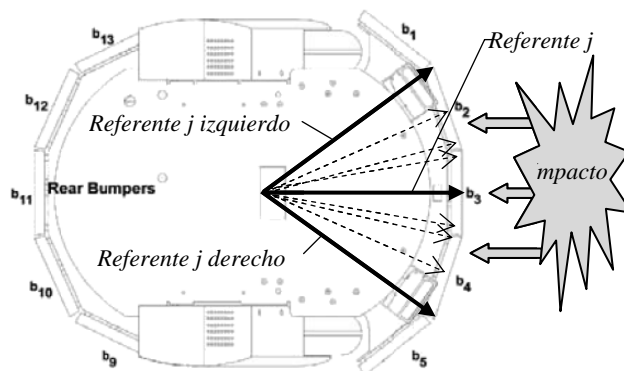 b1
b13
Referente j
b2
b12
Referente j izquierdo
mpacto
b11
Rear Bumpers
b3
Referente j derecho
b10
b4
b9
b5